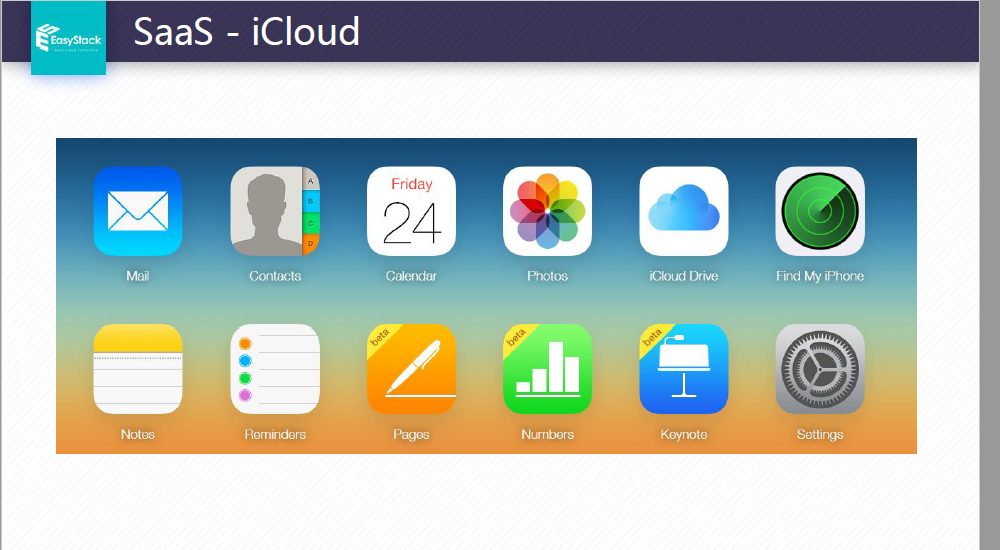 SaaS - iCloud
EasyStack
A
B
C
D
Friday
24
Mail
Contacts
Calendar
Photos
iCloud Drive
Find My iPhone
beta
beta
beta
Notes
Reminders
Pages
Numbers
Keynote
Settings